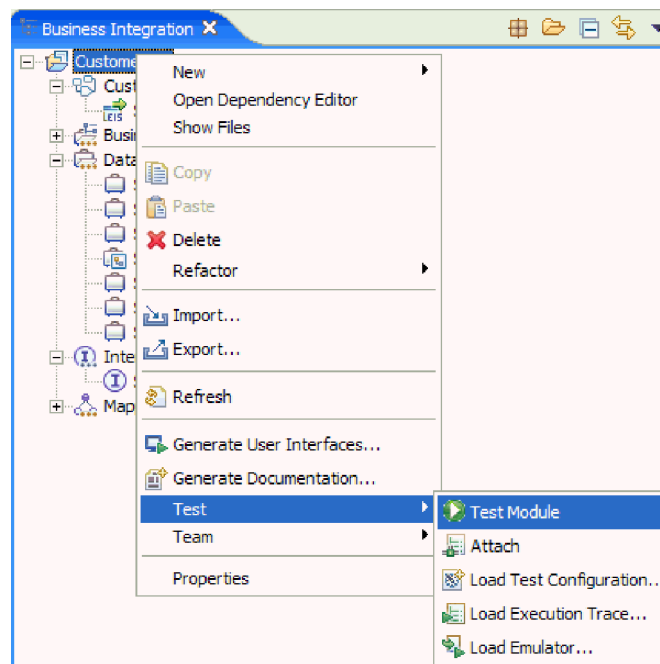 Business Integration
Custome
New
Cust
Open Dependency Editor
Show Files
EIS
Busi
Data
Copy
Paste
Delete
Refactor
Import...
Export...
Inte
Refresh
Map
Generate User Interfaces...
Generate Documentation...
Test
Test Module
Team
Attach
Properties
Load Test Configuration..
Load Execution Trace...
Load Emulator...